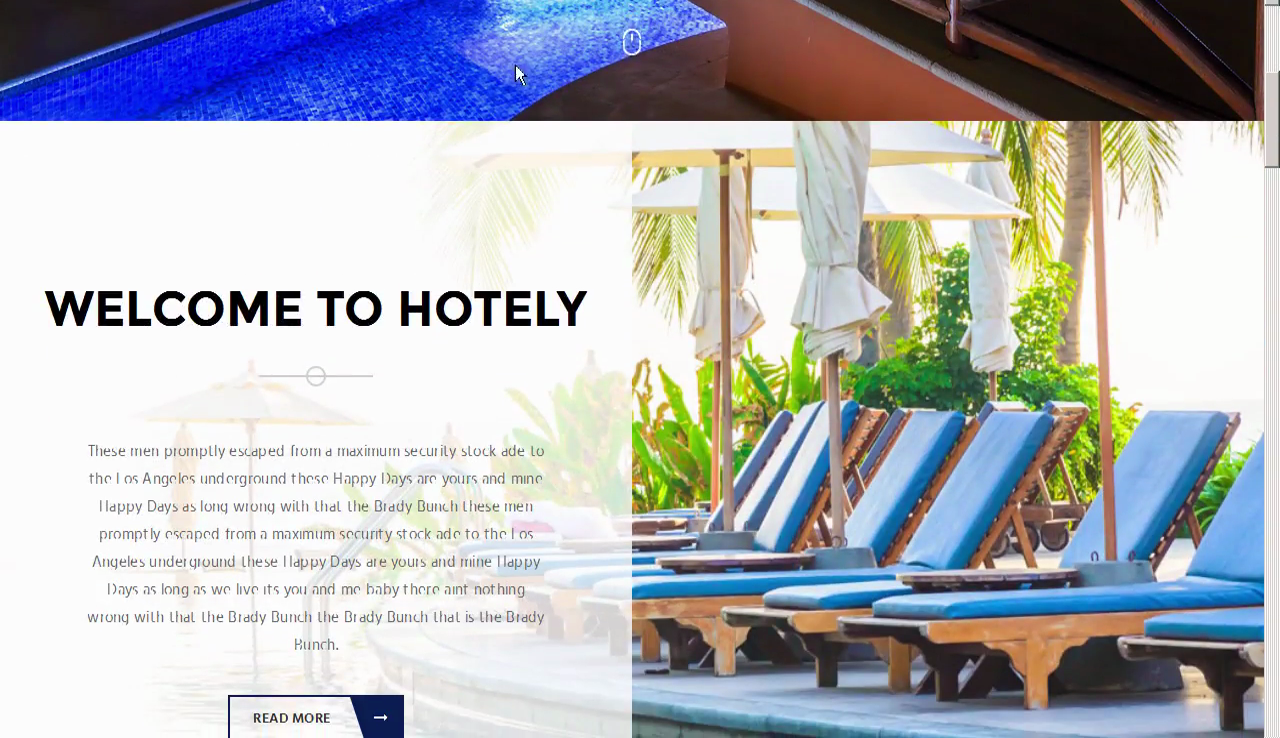 WELCOME TO HOTELY
These men promptly escaped from a maximum security stock ade to
the Los Angeles underground these Happy Days are yours and mine
Happy Days as long wrong with that the Brady Bunch these men
promptly escaped from a maximum security stock ade to the Los
Angeles underground these Happy Days are yours and mine Happy
Days as long as we live its you and me baby there aint nothing
wrong with that the Brady Bunch the Brady Bunch that is the Brady
Bunch.
READ MORE